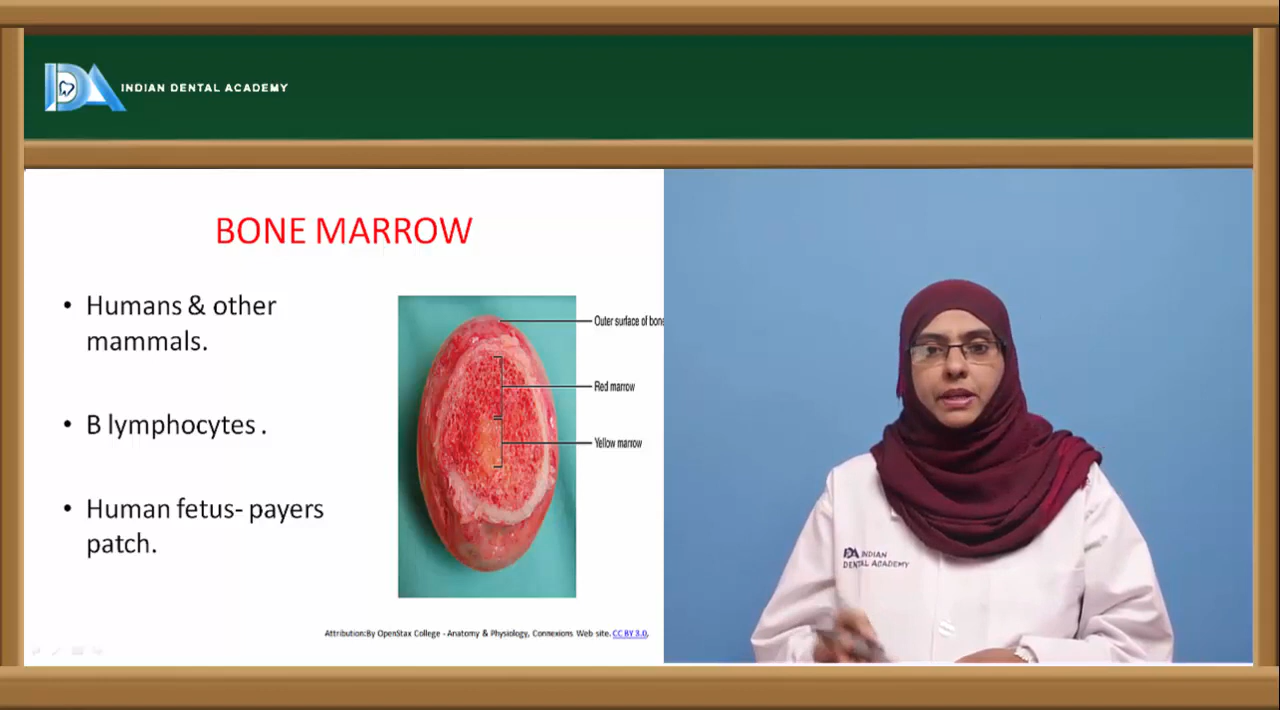 INDIAN DENTAL ACADEMY
BONE MARROW
• Humans & other
mammals.
• B lymphocytes .
• Human fetus- payers
patch.
Outer surface of bone
Red marrow
Yellow marrow
Attribution:By OpenStax College - Anatomy & Physiology, Connexions Web site. CC BY 3.0,
IDA INDIAN
DENTAL ACADEMY